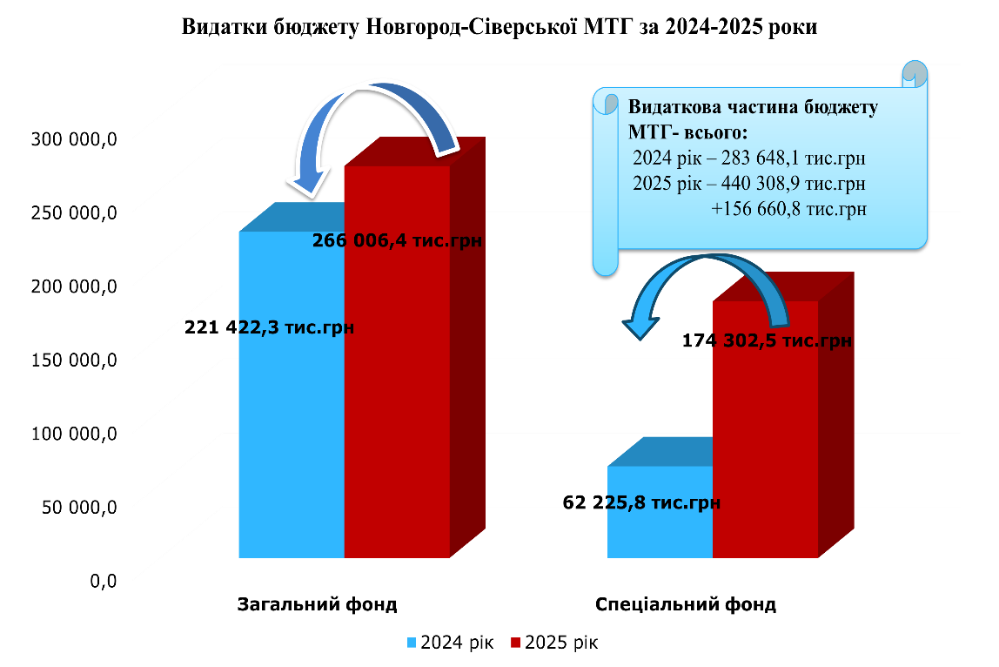 Видатки бюджету Новгород-Сіверської МТГ за 2024-2025 роки
Видаткова частина бюджету
МТГ- всього:
2024 рік – 283 648,1 тис.грн
2025 рік – 440 308,9 тис.грн
+156 660,8 тис.грн
300 000,0
250 000,0
200 000,0
150 000,0
100 000,0
50 000,0
0,0
266 006,4 тис.грн
221 422,3 тис.грн
174 302,5 тис.грн
62 225,8 тис.грн
Загальний фонд
Спеціальний фонд
2024 рік
2025 рік